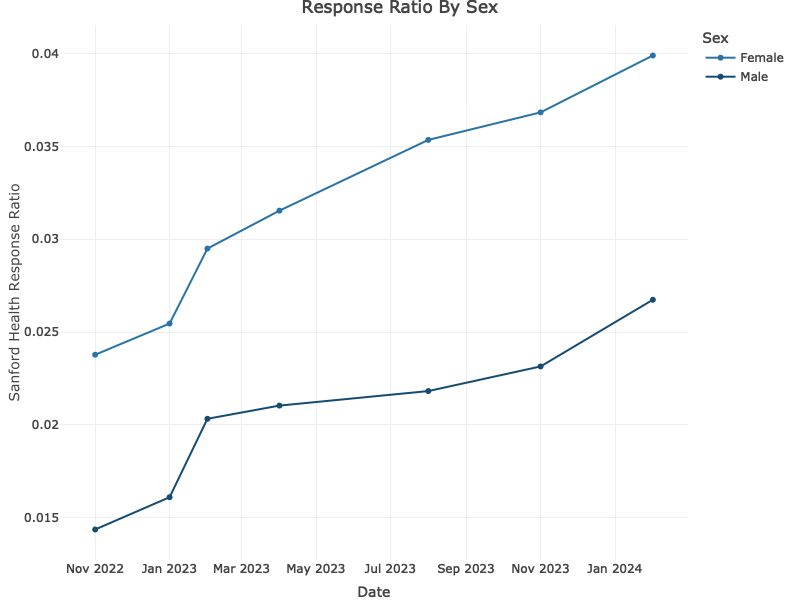 Response Ratio By Sex
Sex
Female
Male
0.04
0.035
0.03
0.025
0.02
0.015
Sanford Health Response Ratio
Nov 2022
Jan 2023
Mar 2023
May 2023
Jul 2023
Sep 2023
Nov 2023
Jan 2024
Date